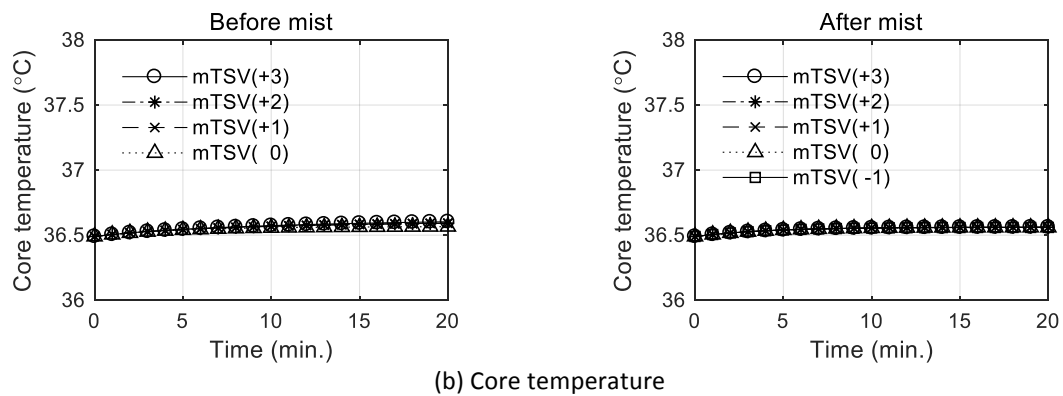 Before mist
38
37.5
37
36.5
36
Core temperature (°C)
mTSV(+3)
mTSV(+2)
mTSV(+1)
mTSV( 0)
0 5 10 15 20
Time (min.)
After mist
38
37.5
37
36.5
36
Core temperature (°C)
mTSV(+3)
mTSV(+2)
mTSV(+1)
mTSV( 0)
mTSV( -1)
0 5 10 15 20
Time (min.)
(b) Core temperature